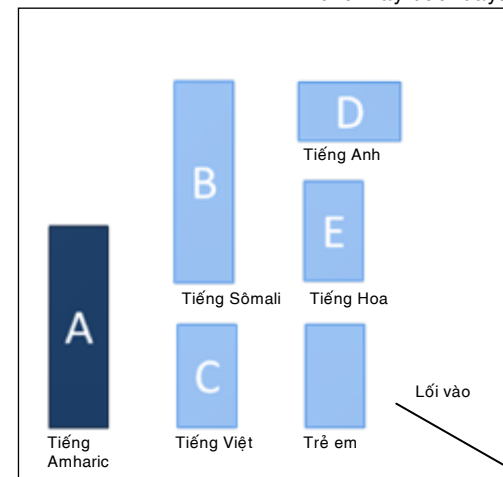 D
Tiếng Anh
B
E
Tiếng Sômali
Tiếng Hoa
A
C
Lối vào
Tiếng
Amharic
Tiếng Việt
Trẻ em